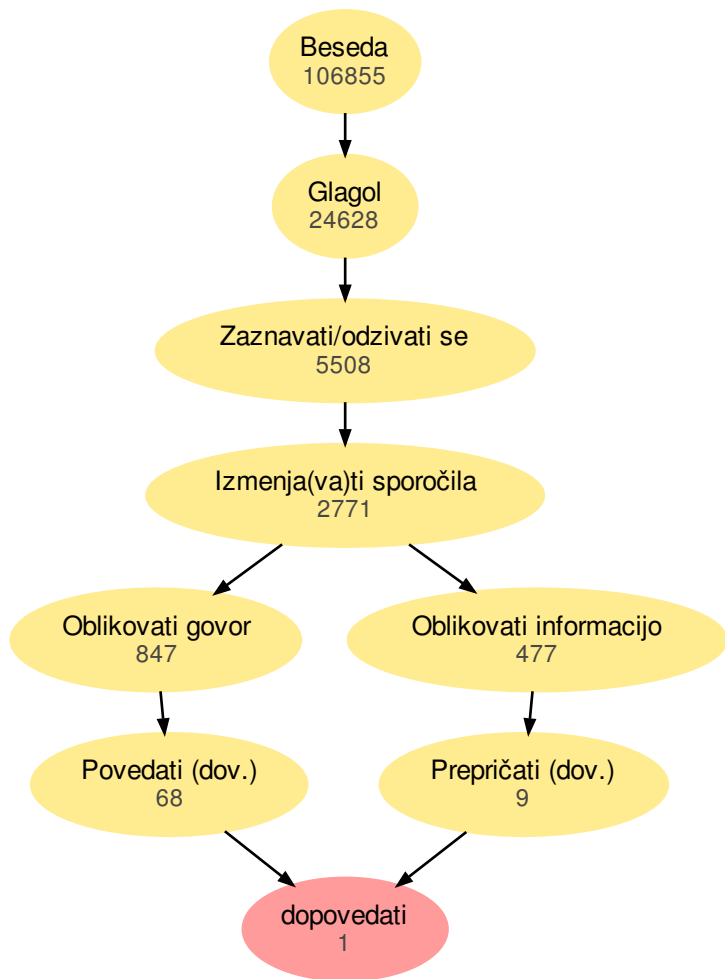 Beseda
106855
Glagol
24628
Zaznavati/odzivati se
5508
Izmenja(va)ti sporočila
2771
Oblikovati govor
847
Oblikovati informacijo
477
Povedati (dov.)
68
Prepričati (dov.)
9
dopovedati
1